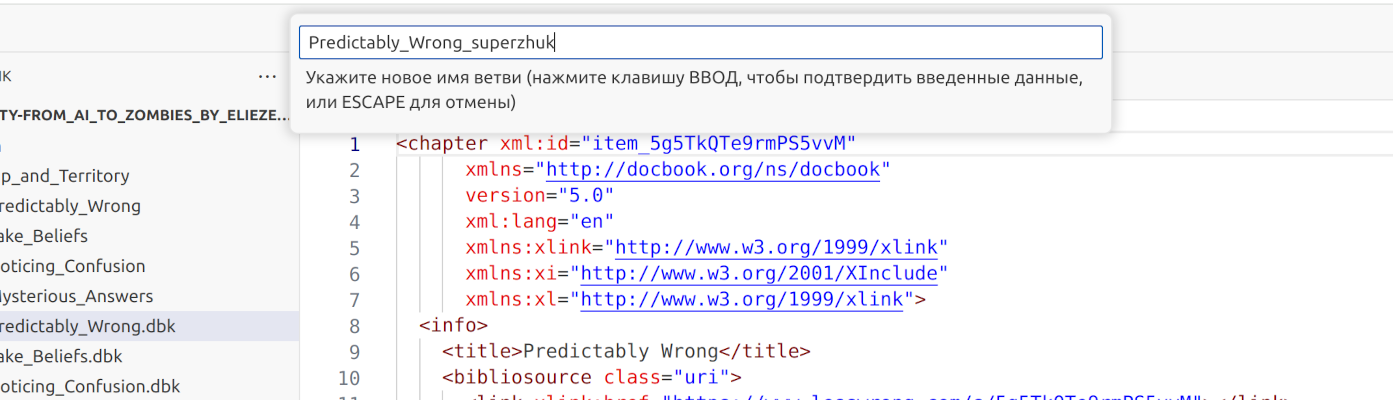 Predictably_Wrong_superzhuk
Укажите новое имя ветви (нажмите клавишу ВВОД, чтобы подтвердить введенные данные,
или ESCAPE для отмены)
ІК ...
TY-FROM_AI_TO_ZOMBIES_BY_ELIEZE...
p_and_Territory
redictably_Wrong
ake_Beliefs
oticing_Confusion
Mysterious_Answers
redictably_Wrong.dbk
ake_Beliefs.dbk
oticing_Confusion.dbk
1 <chapter xml:id="item_5g5TkQTe9rmPS5vvM"
2 xmlns="http://docbook.org/ns/docbook"
3 version="5.0"
4 xml:lang="en"
5 xmlns:xlink="http://www.w3.org/1999/xlink"
6 xmlns:xi="http://www.w3.org/2001/XInclude"
7 xmlns:xl="http://www.w3.org/1999/xlink">
8 <info>
9 <title>Predictably Wrong</title>
10 <bibliosource class="uri">